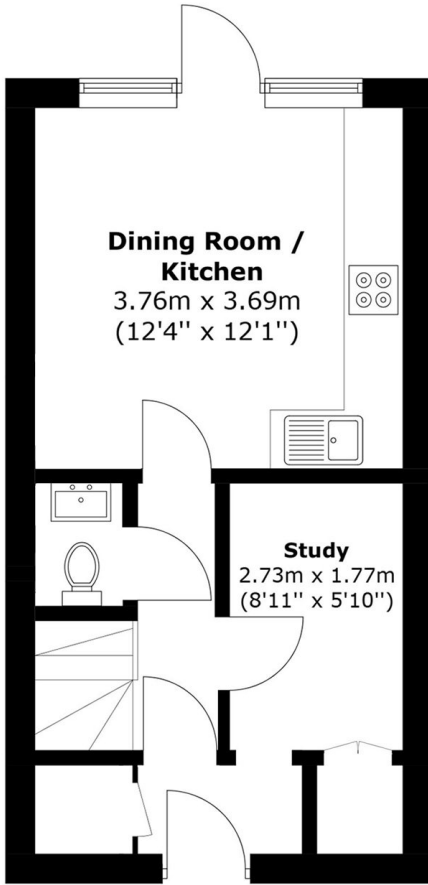 Dining Room /
Kitchen
3.76m x 3.69m
(12'4'' x 12'1'')
Study
2.73m x 1.77m
(8'11'' x 5'10'')